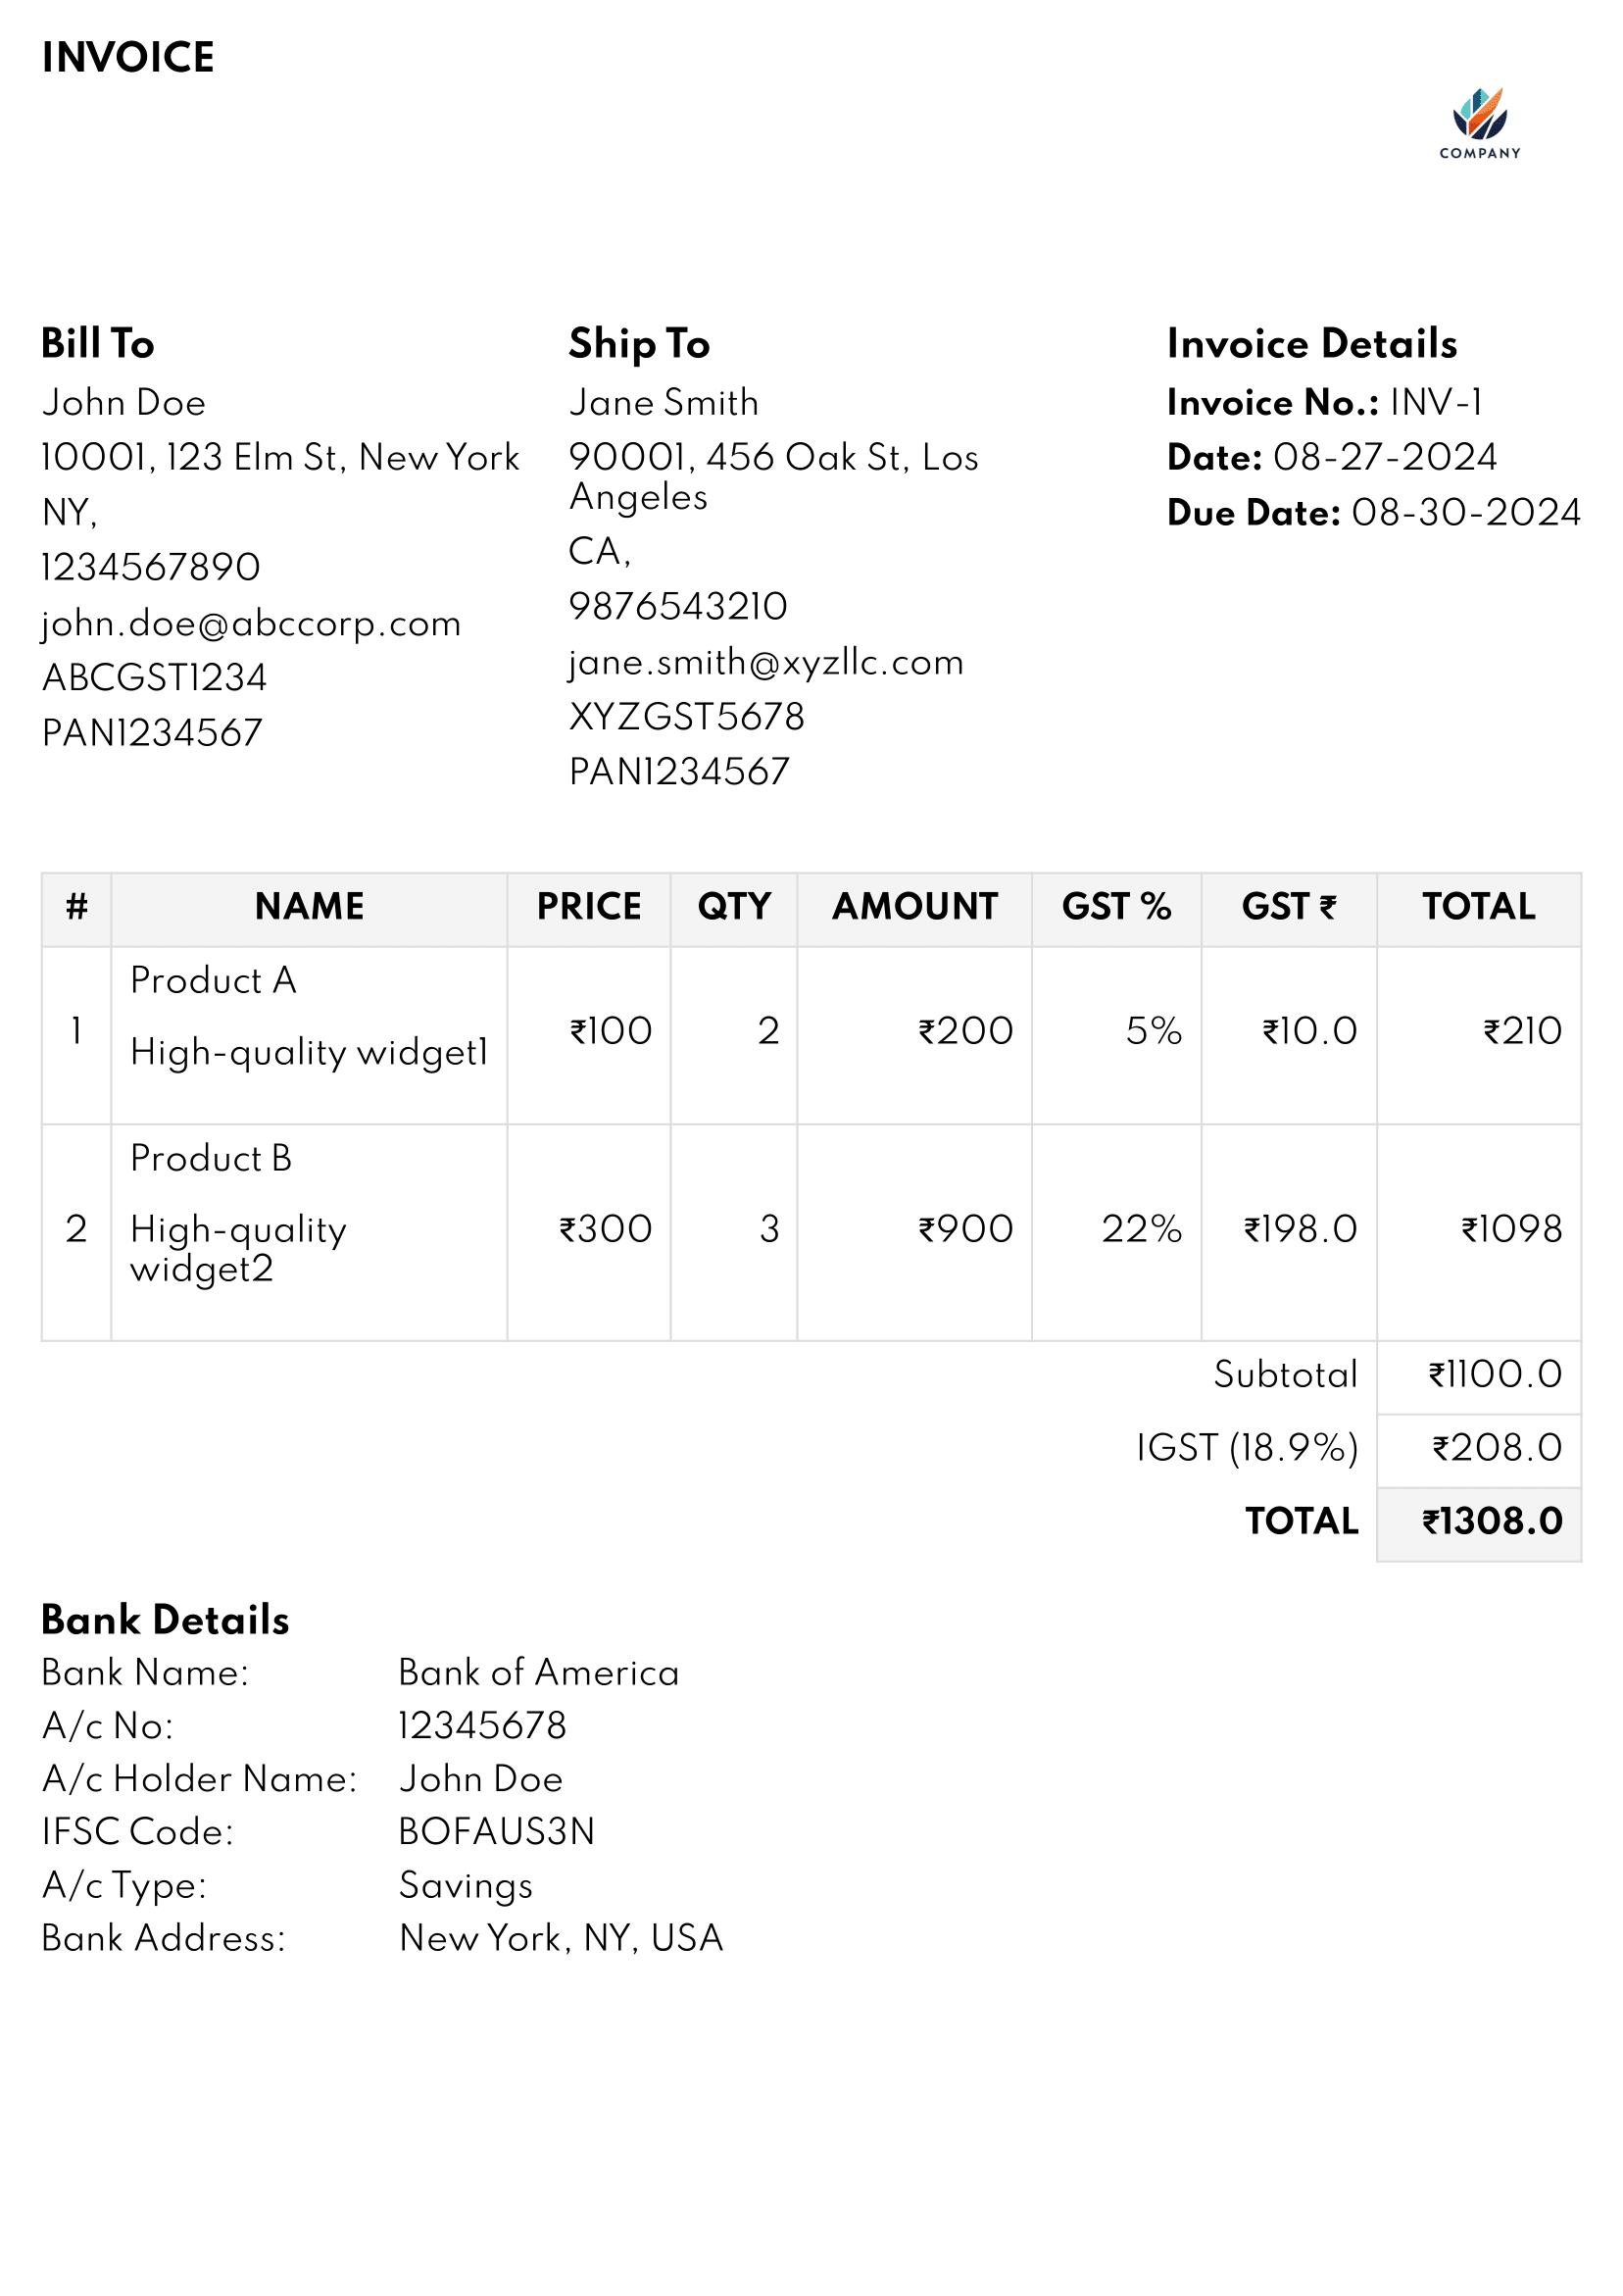 INVOICE
COMPANY
Bill To
John Doe
10001, 123 Elm St, New York
NY,
1234567890
john.doe@abccorp.com
ABCGST1234
PAN1234567
Ship To
Jane Smith
90001, 456 Oak St, Los
Angeles
CA,
9876543210
jane.smith@xyzllc.com
XYZGST5678
PAN1234567
Invoice Details
Invoice No.: INV-1
Date: 08-27-2024
Due Date: 08-30-2024
# NAME PRICE QTY AMOUNT GST % GST ₹ TOTAL
Product A
1 ₹100 2 ₹200 5% ₹10.0 ₹210
High-quality widget1
Product B
2 High-quality ₹300 3 ₹900 22% ₹198.0 ₹1098
widget2
Subtotal ₹1100.0
IGST (18.9%) ₹208.0
TOTAL ₹1308.0
Bank Details
Bank Name: Bank of America
A/c No: 12345678
A/c Holder Name: John Doe
IFSC Code: BOFAUS3N
A/c Type: Savings
Bank Address: New York, NY, USA